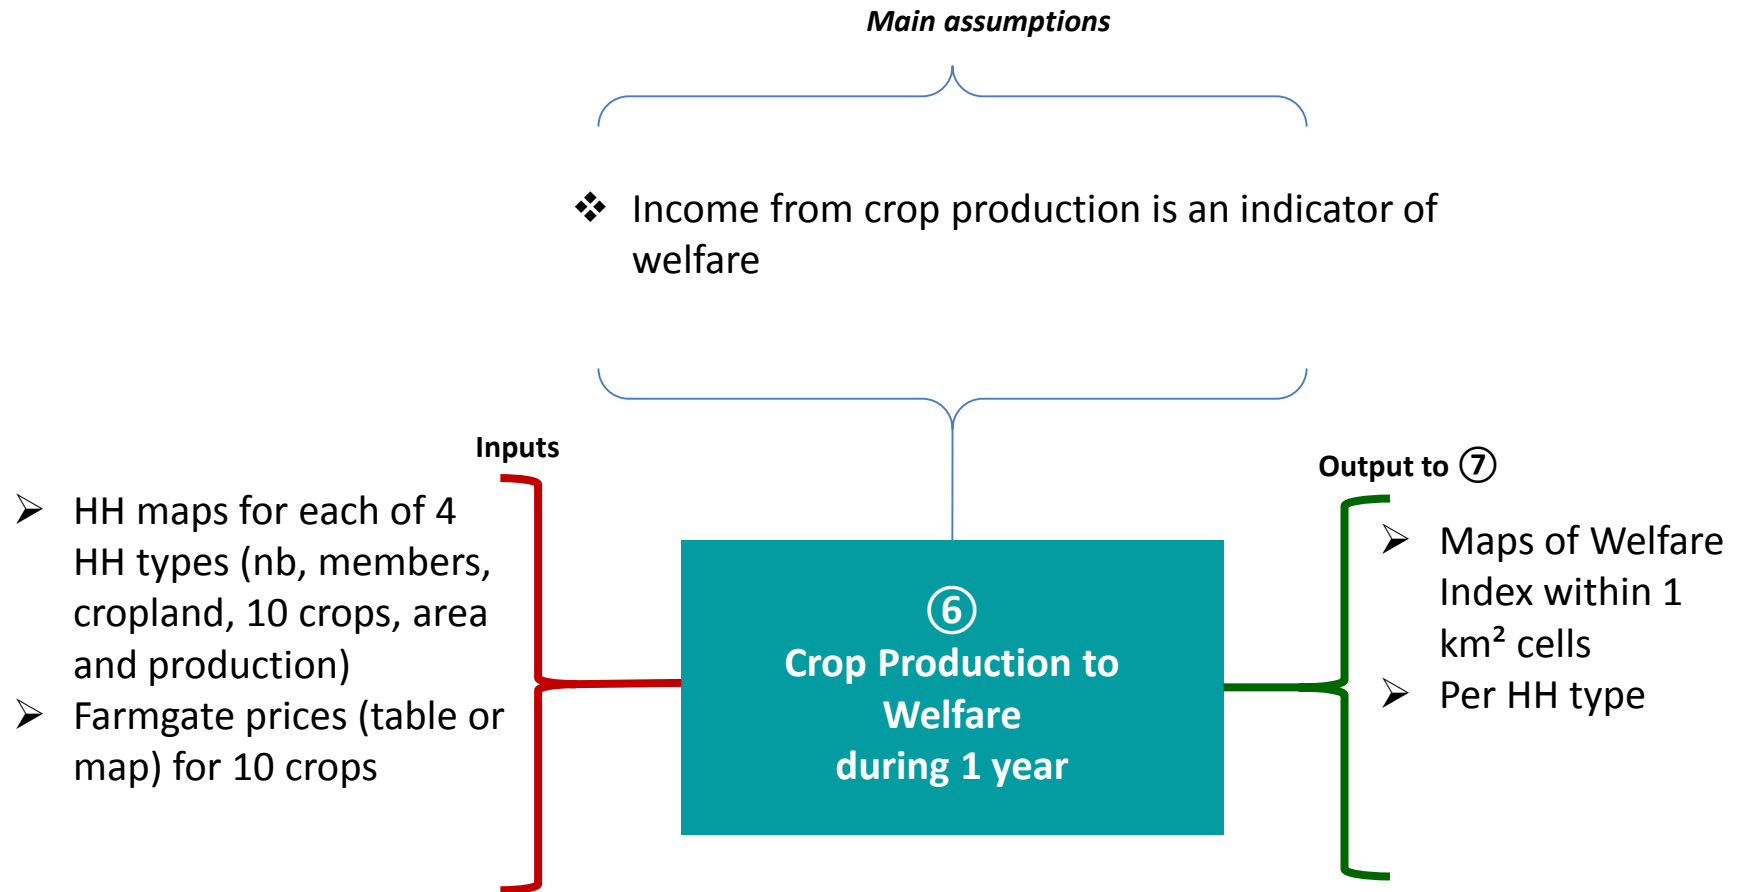 Main assumptions
❖ Income from crop production is an indicator of
welfare
Inputs
➢ HH maps for each of 4
HH types (nb, members,
cropland, 10 crops, area
and production)
➢ Farmgate prices (table or
map) for 10 crops
⑥
Crop Production to
Welfare
during 1 year
Output to ⑦
➢ Maps of Welfare
Index within 1
km² cells
➢ Per HH type